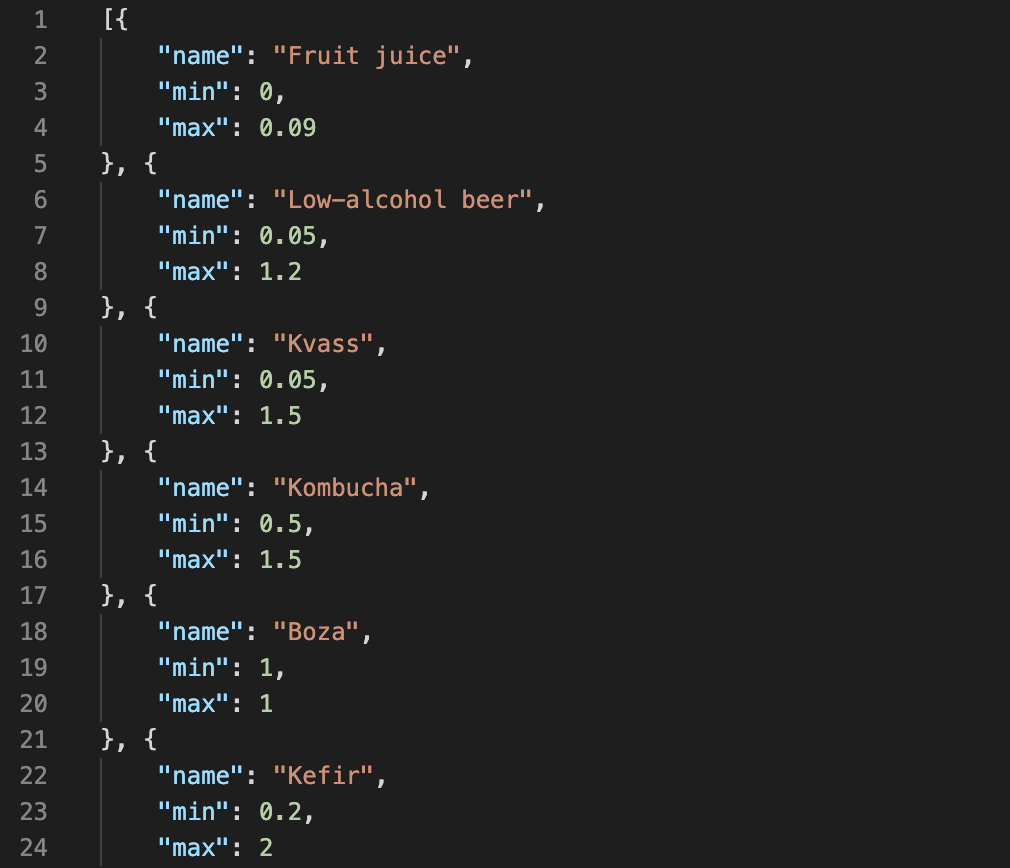 1 [{
2 "name": "Fruit juice",
3 "min": 0,
4 "max": 0.09
5 }, {
6 "name": "Low-alcohol beer",
7 "min": 0.05,
8 "max": 1.2
9 }, {
10 "name": "Kvass",
11 "min": 0.05,
12 "max": 1.5
13 }, {
14 "name": "Kombucha",
15 "min": 0.5,
16 "max": 1.5
17 }, {
18 "name": "Boza",
19 "min": 1,
20 "max": 1
21 }, {
22 "name": "Kefir",
23 "min": 0.2,
24 "max": 2